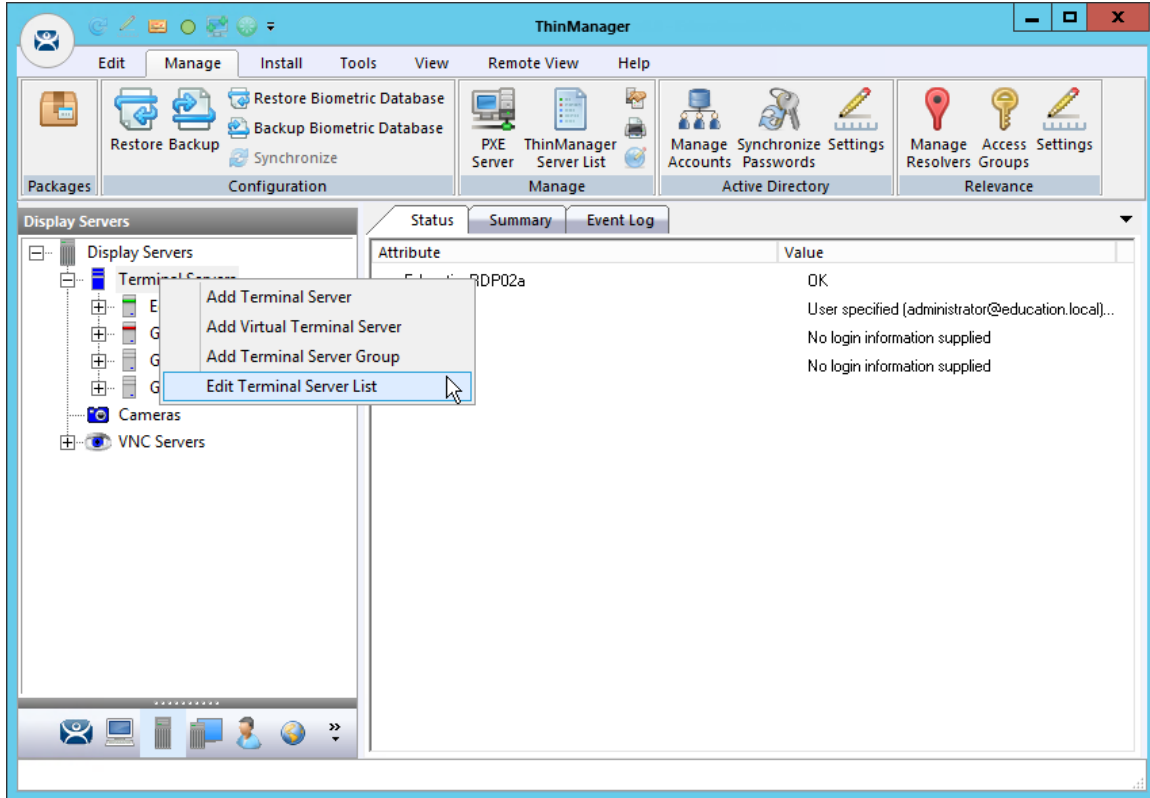 ThinManager
Edit Manage Install Tools View Remote View Help
Restore Biometric Database
Backup Biometric Database
Synchronize
Restore Backup
PXE Server
ThinManager Server List
Manage Accounts
Synchronize Passwords
Settings
Manage Resolvers
Access Groups
Settings
Packages Configuration Manage Active Directory Relevance
Display Servers
Status Summary Event Log
Display Servers
Attribute Value
Terminal Servers
OK
E
Add Terminal Server
User specified (administrator@education.local)...
G
Add Virtual Terminal Server
No login information supplied
G
Add Terminal Server Group
No login information supplied
G
Edit Terminal Server List
Cameras
VNC Servers